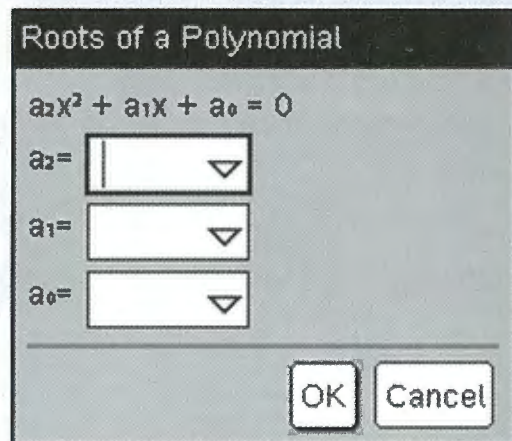 Roots of a Polynomial
a₂x² + a₁x + a₀ = 0
a₂=
a₁=
a₀=
OK Cancel